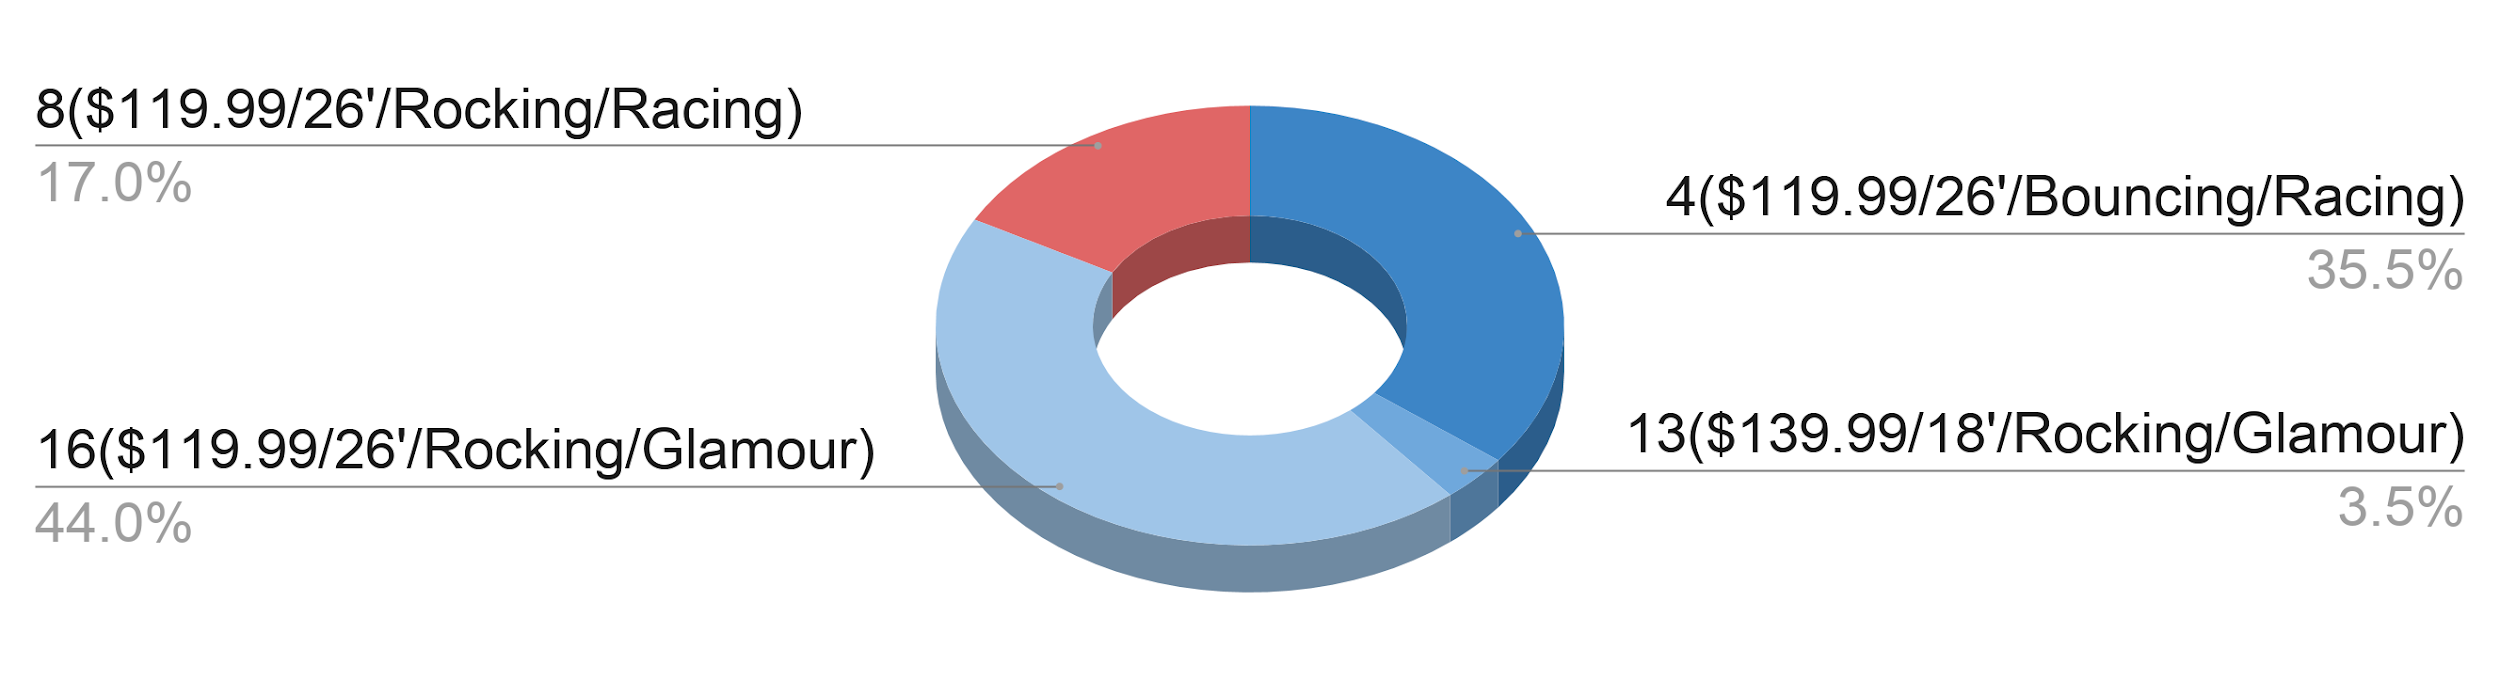 8($119.99/26'/Rocking/Racing)
17.0%
4($119.99/26'/Bouncing/Racing)
35.5%
16($119.99/26'/Rocking/Glamour)
44.0%
13($139.99/18'/Rocking/Glamour)
3.5%